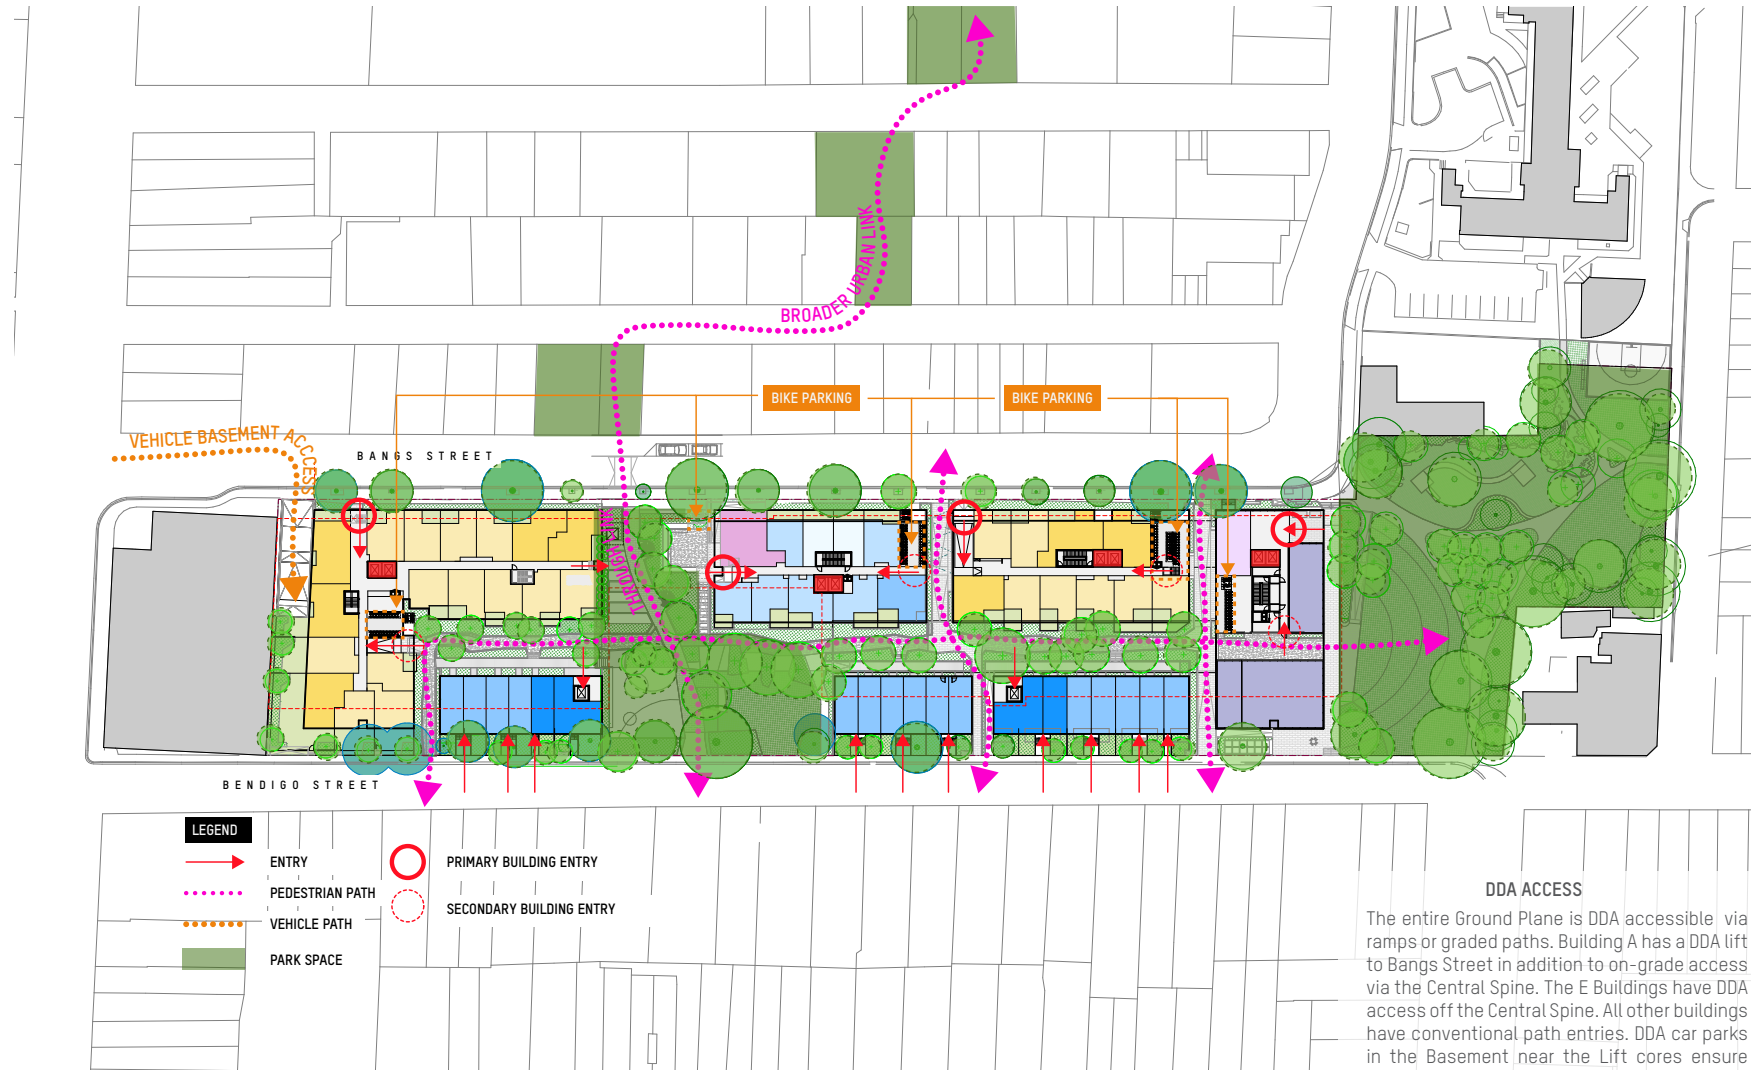 BROADER URBAN LINK
BIKE PARKING
BIKE PARKING
VEHICLE BASEMENT ACCCESS
BANGS STREET
THROUGH LINK
BENDIGO STREET
LEGEND
ENTRY
PEDESTRIAN PATH
VEHICLE PATH
PARK SPACE
PRIMARY BUILDING ENTRY
SECONDARY BUILDING ENTRY
DDA ACCESS
The entire Ground Plane is DDA accessible via
ramps or graded paths. Building A has a DDA lift
to Bangs Street in addition to on-grade access
via the Central Spine. The E Buildings have DDA
access off the Central Spine. All other buildings
have conventional path entries. DDA car parks
in the Basement near the Lift cores ensure